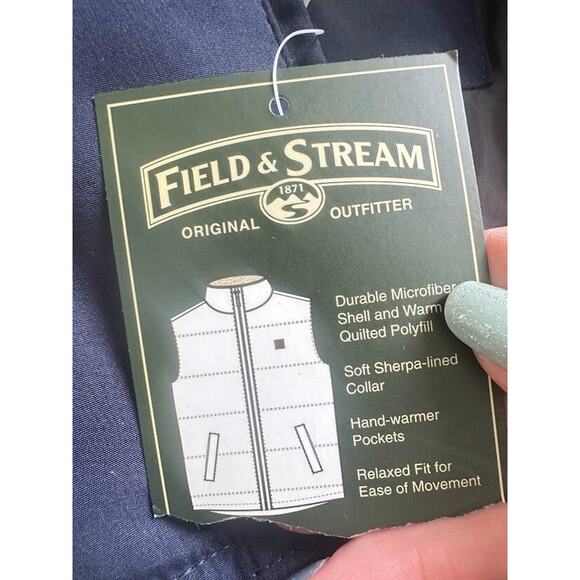 FIELD & STREAM
1871
ORIGINAL OUTFITTER
Durable Microfiber
Shell and Warm
Quilted Polyfill
Soft Sherpa-lined
Collar
Hand-warmer
Pockets
Relaxed Fit for
Ease of Movement